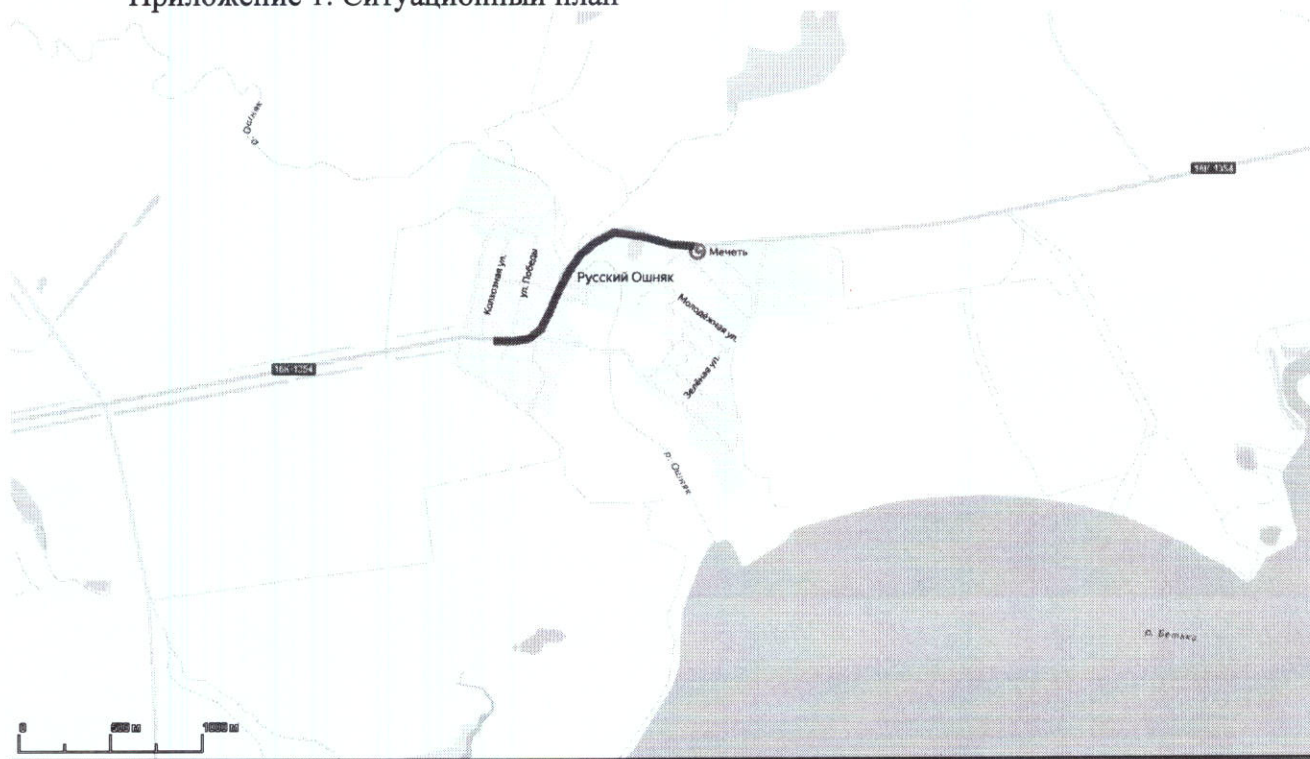 Приложение 1. Ситуационный план
р. Ошняк
16К-1354
Мечеть
Колхозная ул.
ул. Победы
Русский Ошняк
Молодёжная ул.
16К-1354
Зелёная ул.
р. Ошняк
р. Бетька
0 500 м 1000 м